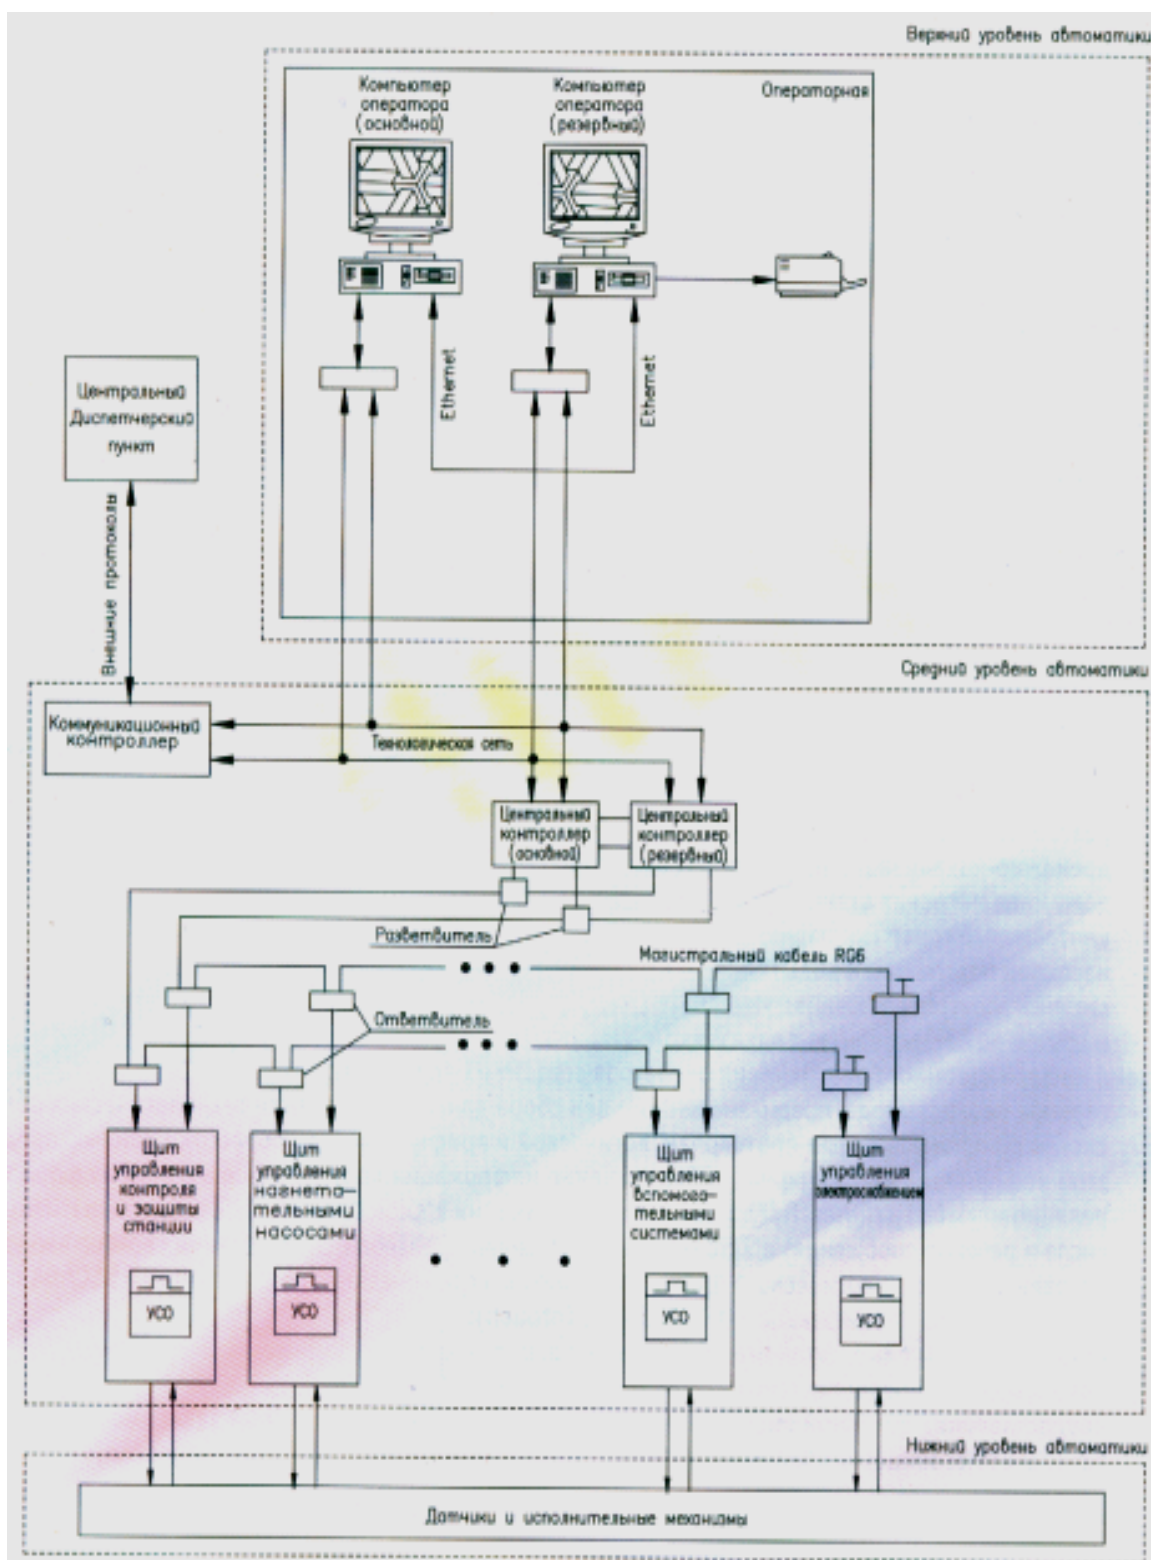 Верхний уровень автоматики
Компьютер
оператора
(основной)
Компьютер
оператора
(резервный)
Операторная
Ethernet
Ethernet
Центральный
Диспетчерский
пункт
Внешние протоколы
Средний уровень автоматики
Коммуникационный
контроллер
Технологическая сеть
Центральный
контроллер
(основной)
Центральный
контроллер
(резервный)
Разветвитель
Магистральный кабель RG6
Ответвитель
Щит
управления
контроля
и защиты
станции
УСО
Щит
управления
нагнета-
тельными
насосами
УСО
Щит
управления
вспомога-
тельными
системами
УСО
Щит
управления
электроснабжением
УСО
Нижний уровень автоматики
Датчики и исполнительные механизмы